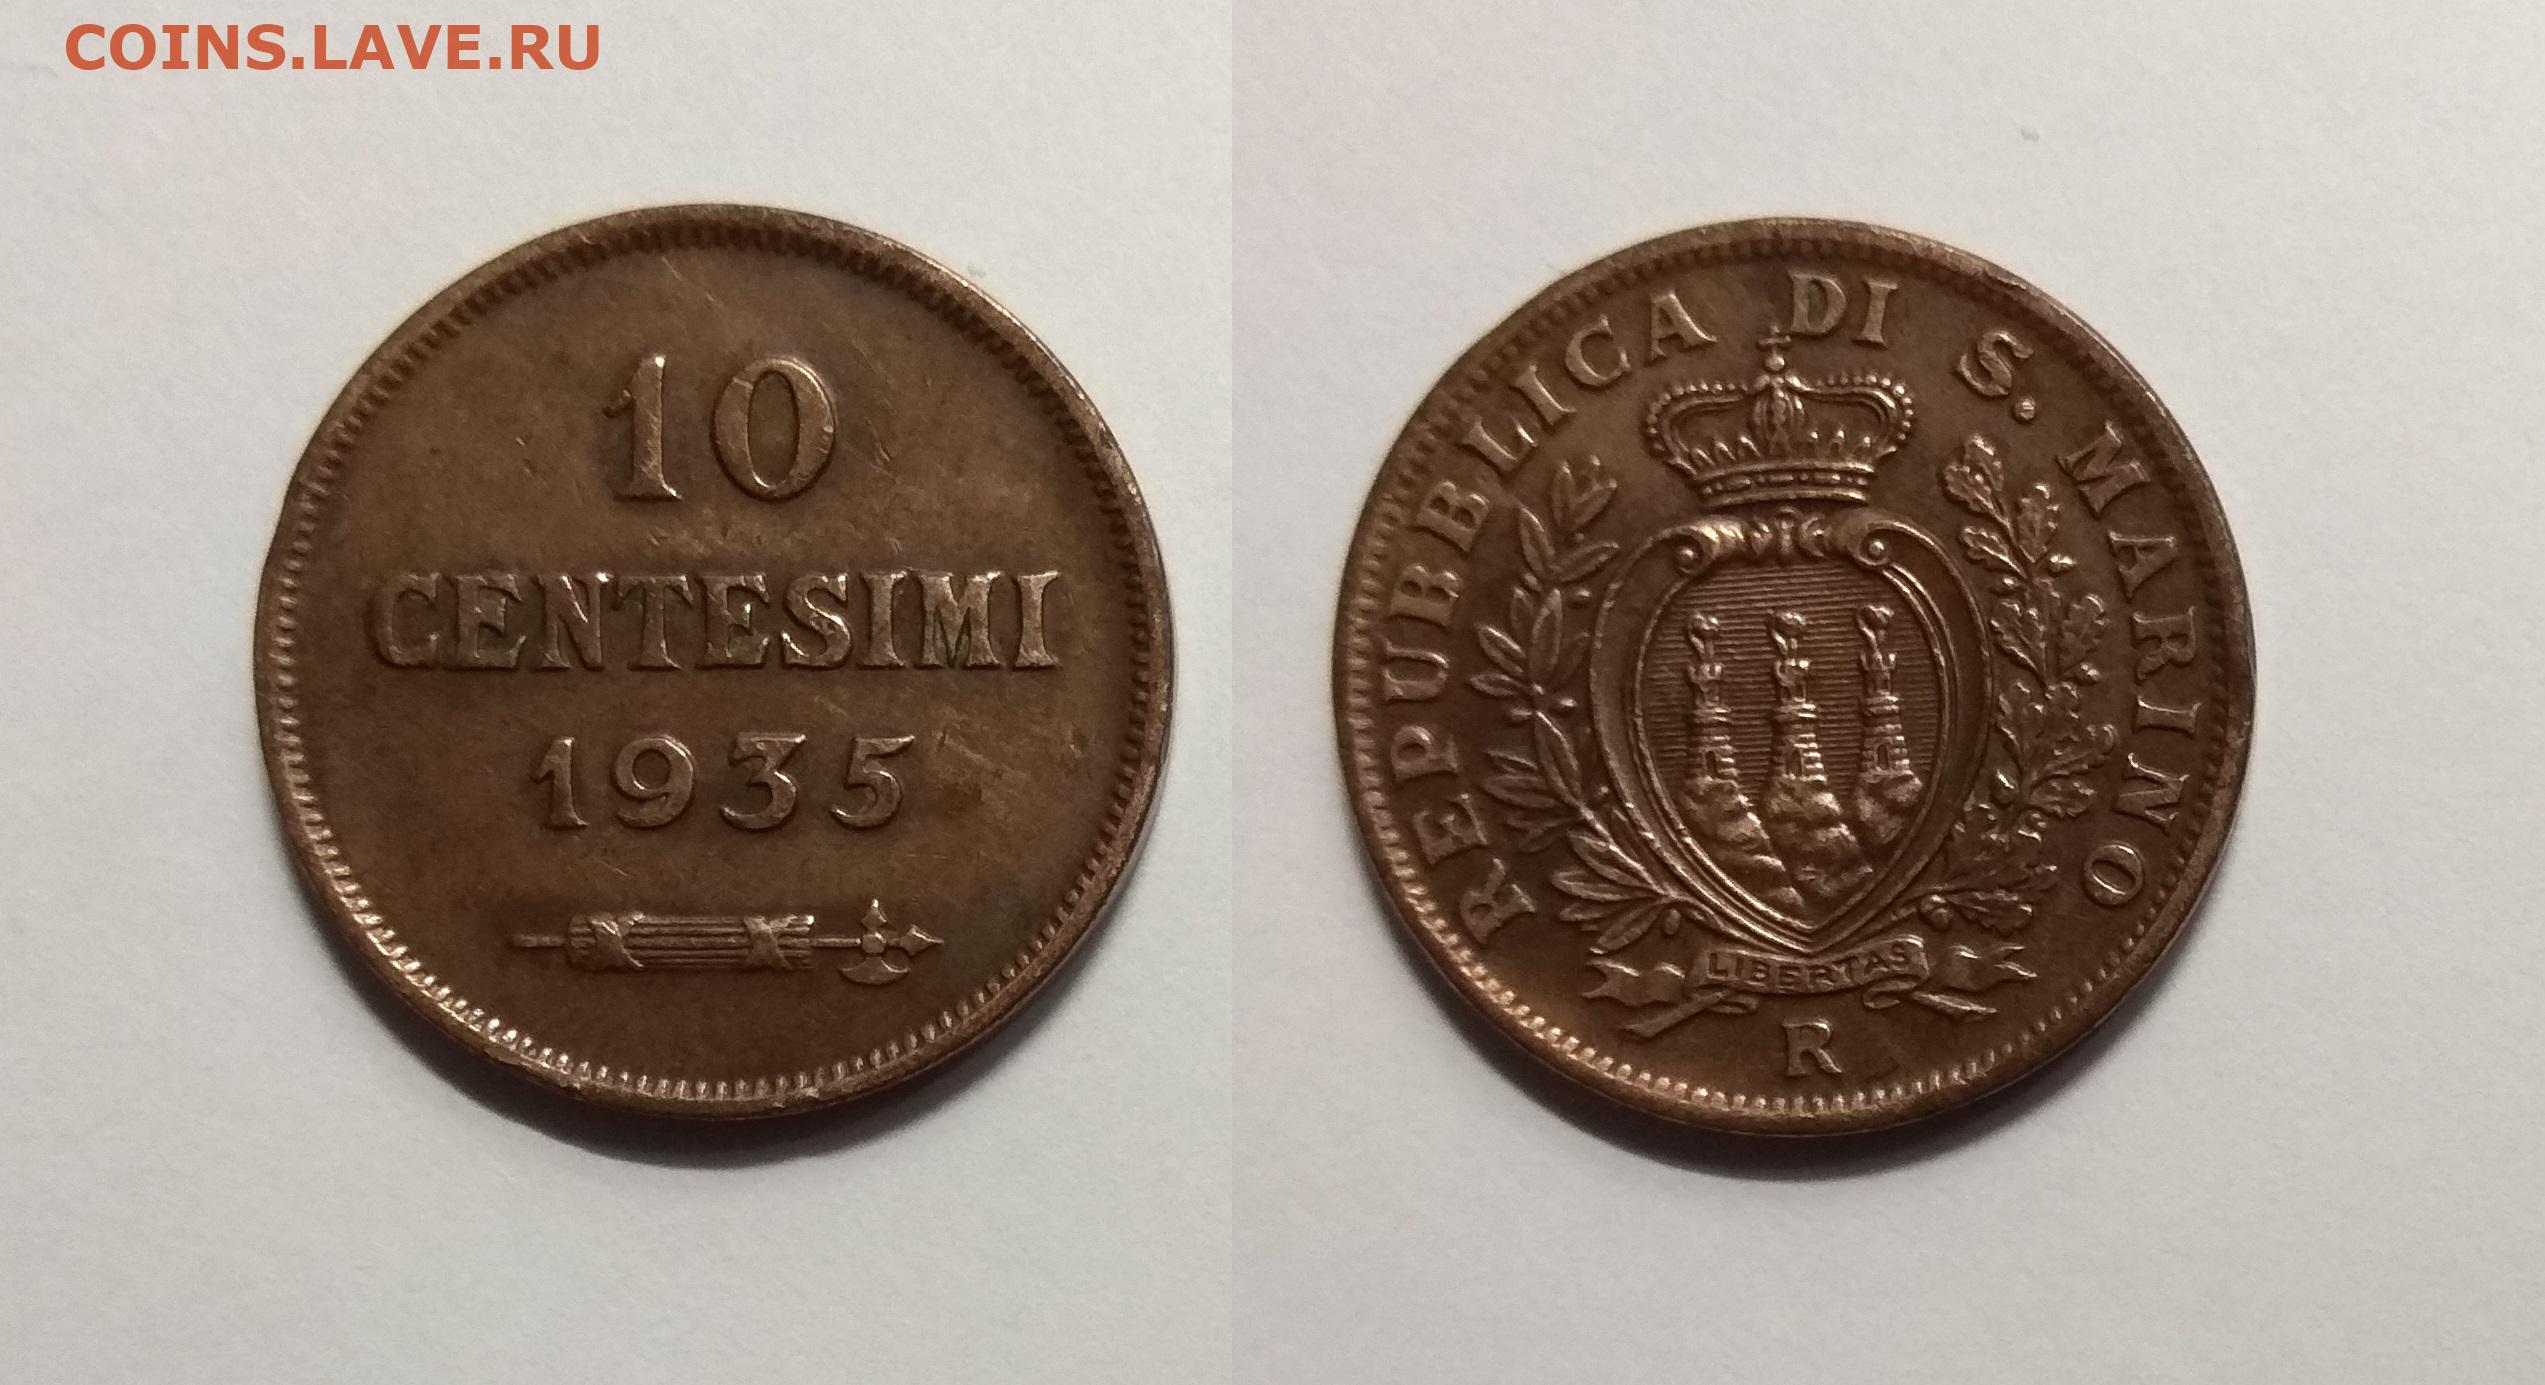 COINS.LAVE.RU
10
CENTESIMI
1935
REPUBBLICA DI S. MARINO
LIBERTAS
R